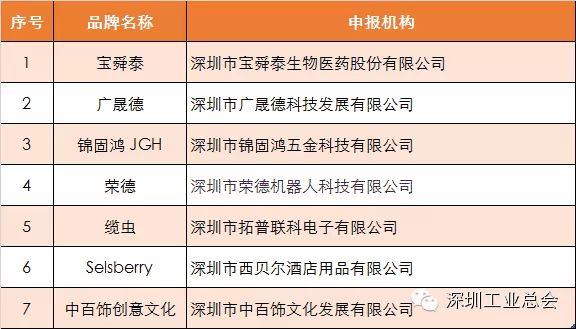 序号 品牌名称 申报机构
1 宝舜泰 深圳市宝舜泰生物医药股份有限公司
2 广晟德 深圳市广晟德科技发展有限公司
3 锦固鸿 JGH 深圳市锦固鸿五金科技有限公司
4 荣德 深圳市荣德机器人科技有限公司
5 缆虫 深圳市拓普联科电子有限公司
6 Selsberry 深圳市西贝尔酒店用品有限公司
7 中百饰创意文化 深圳市中百饰文化发展有限公司
深圳工业总会